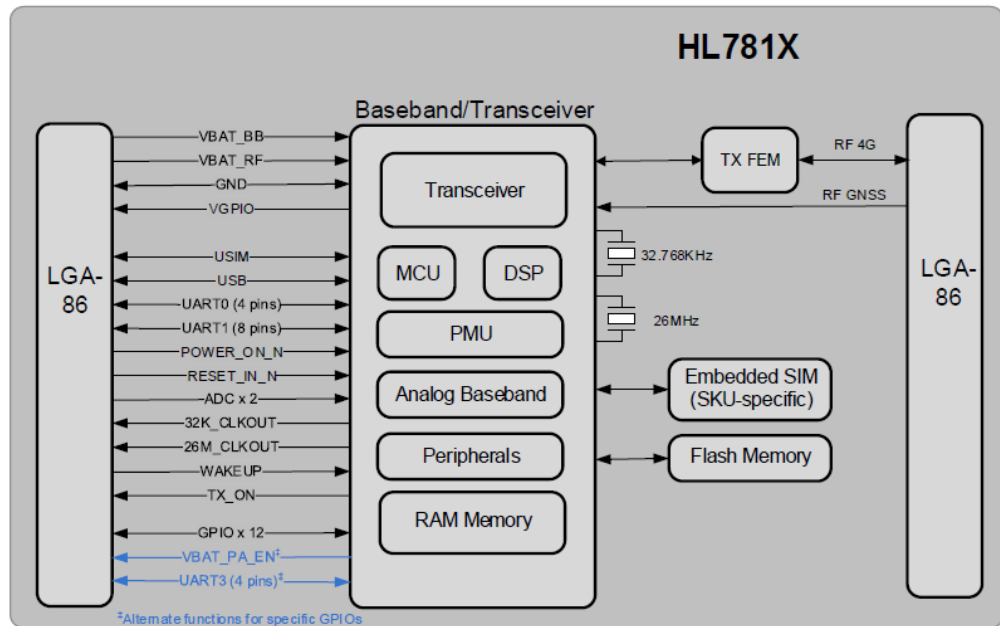 HL781X
Baseband/Transceiver
LGA-
86
VBAT_BB
VBAT_RF
GND
VGPIO
USIM
USB
UART0 (4 pins)
UART1 (8 pins)
POWER_ON_N
RESET_IN_N
ADC x 2
32K_CLKOUT
26M_CLKOUT
WAKEUP
TX_ON
GPIO x 12
VBAT_PA_EN‡
UART3 (4 pins)‡
‡Alternate functions for specific GPIOs
Transceiver
MCU
DSP
PMU
Analog Baseband
Peripherals
RAM Memory
TX FEM
RF 4G
RF GNSS
32.768KHz
26MHz
Embedded SIM
(SKU-specific)
Flash Memory
LGA-
86